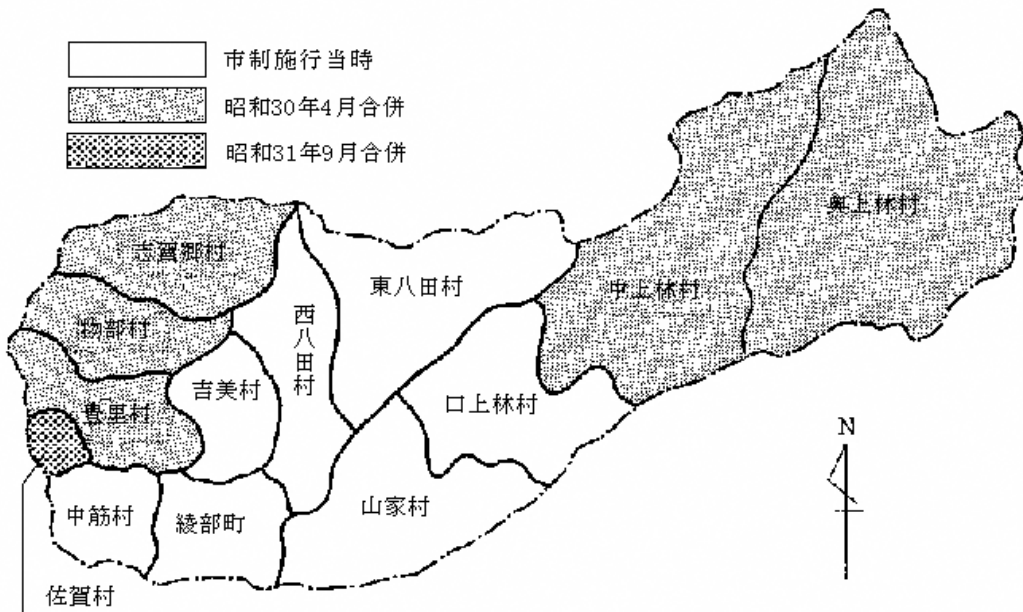 市制施行当時
昭和30年4月合併
昭和31年9月合併
奥上林村
志賀郷村
東八田村
中上林村
物部村
西八田村
吉美村
口上林村
豊里村
N
中筋村
綾部町
山家村
佐賀村